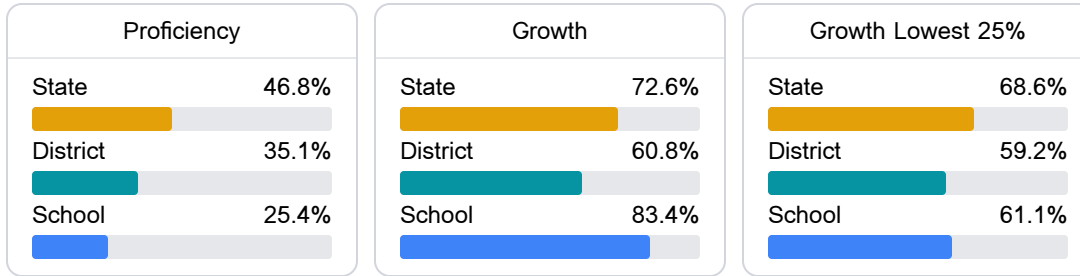 Proficiency
State 46.8%
District 35.1%
School 25.4%
Growth
State 72.6%
District 60.8%
School 83.4%
Growth Lowest 25%
State 68.6%
District 59.2%
School 61.1%